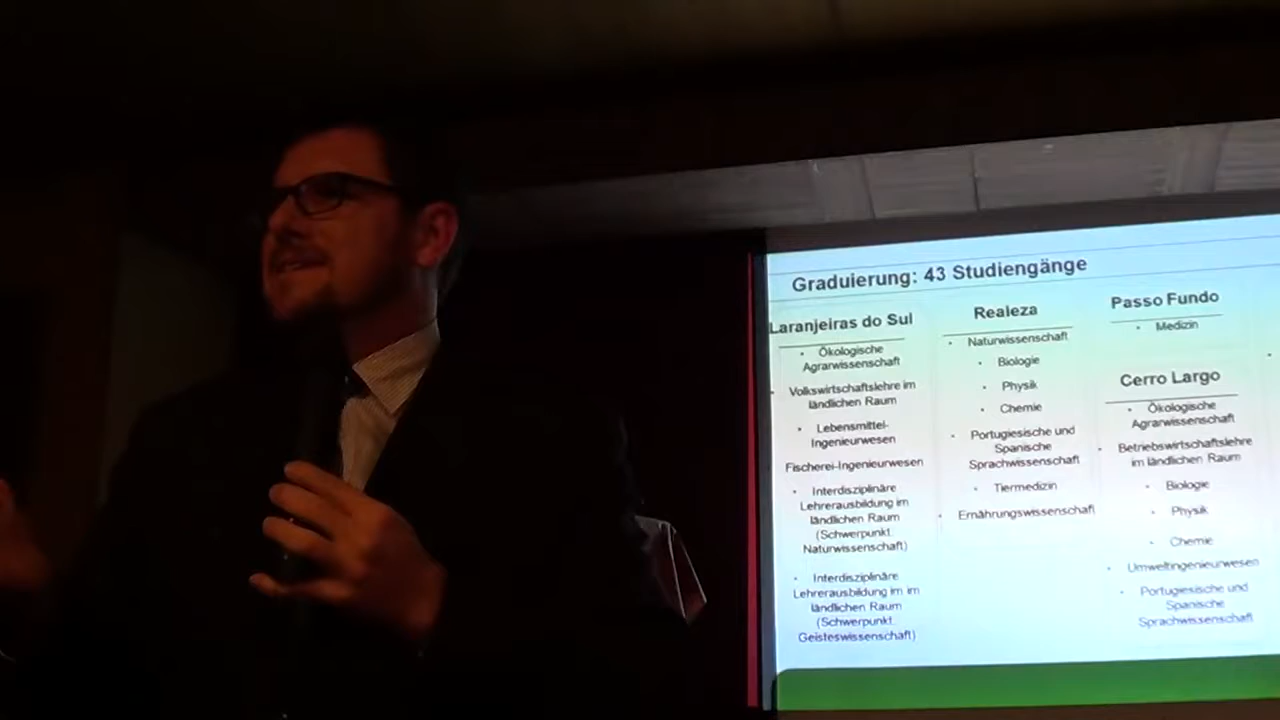 Graduierung: 43 Studiengänge
Laranjeiras do Sul
• Ökologische
Agrarwissenschaft
• Volkswirtschaftslehre im
ländlichen Raum
• Lebensmittel-
Ingenieurwesen
Fischerei-Ingenieurwesen
• Interdisziplinäre
Lehrerausbildung im
ländlichen Raum
(Schwerpunkt
Naturwissenschaft)
• Interdisziplinäre
Lehrerausbildung im im
ländlichen Raum
(Schwerpunkt
Geisteswissenschaft)
Realeza
• Naturwissenschaft
• Biologie
• Physik
• Chemie
• Portugiesische und
Spanische
Sprachwissenschaft
• Tiermedizin
• Ernährungswissenschaft
Passo Fundo
• Medizin
Cerro Largo
• Ökologische
Agrarwissenschaft
• Betriebswirtschaftslehre
im ländlichen Raum
• Biologie
• Physik
• Chemie
• Umweltingenieurwesen
• Portugiesische und
Spanische
Sprachwissenschaft